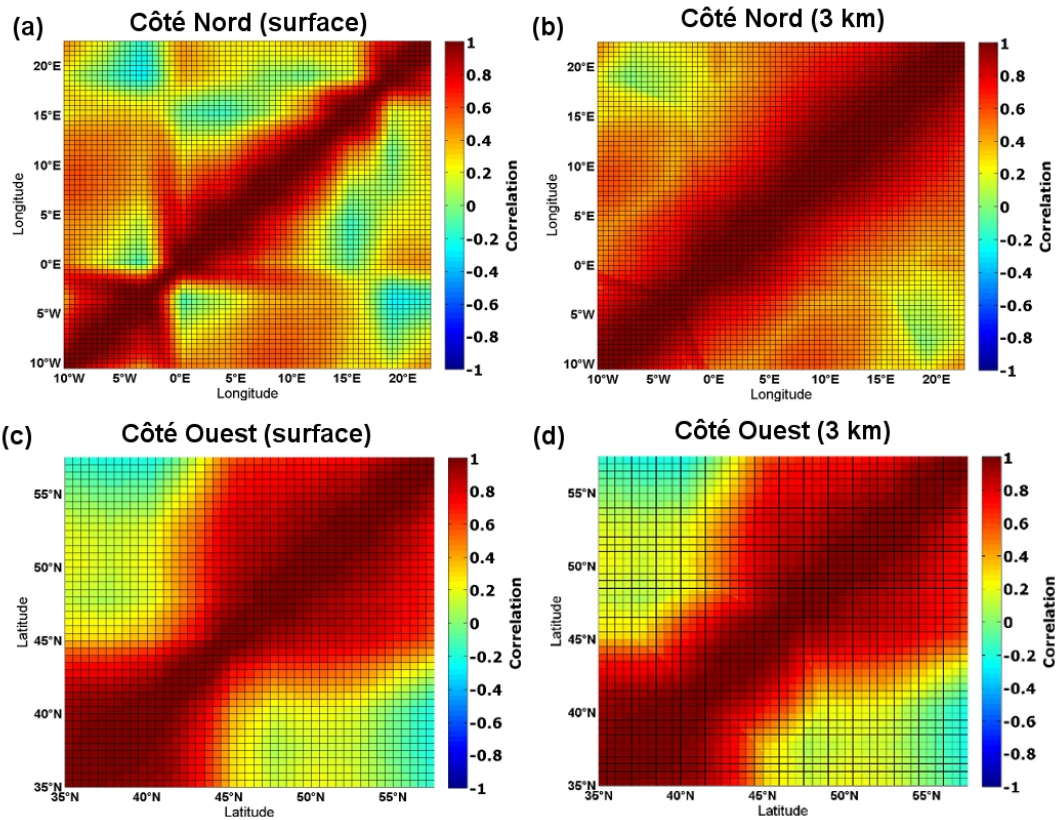 (a)
Côté Nord (surface)
20°E
15°E
10°E
5°E
0°E
5°W
10°W
Longitude
10°W 5°W 0°E 5°E 10°E 15°E 20°E
Longitude
1
0.8
0.6
0.4
0.2
0
-0.2
-0.4
-0.6
-0.8
-1
Correlation
(b)
Côté Nord (3 km)
20°E
15°E
10°E
5°E
0°E
5°W
10°W
Longitude
10°W 5°W 0°E 5°E 10°E 15°E 20°E
Longitude
1
0.8
0.6
0.4
0.2
0
-0.2
-0.4
-0.6
-0.8
-1
Correlation
(c)
Côté Ouest (surface)
55°N
50°N
45°N
40°N
35°N
Latitude
35°N 40°N 45°N 50°N 55°N
Latitude
1
0.8
0.6
0.4
0.2
0
-0.2
-0.4
-0.6
-0.8
-1
Correlation
(d)
Côté Ouest (3 km)
55°N
50°N
45°N
40°N
35°N
Latitude
35°N 40°N 45°N 50°N 55°N
Latitude
1
0.8
0.6
0.4
0.2
0
-0.2
-0.4
-0.6
-0.8
-1
Correlation